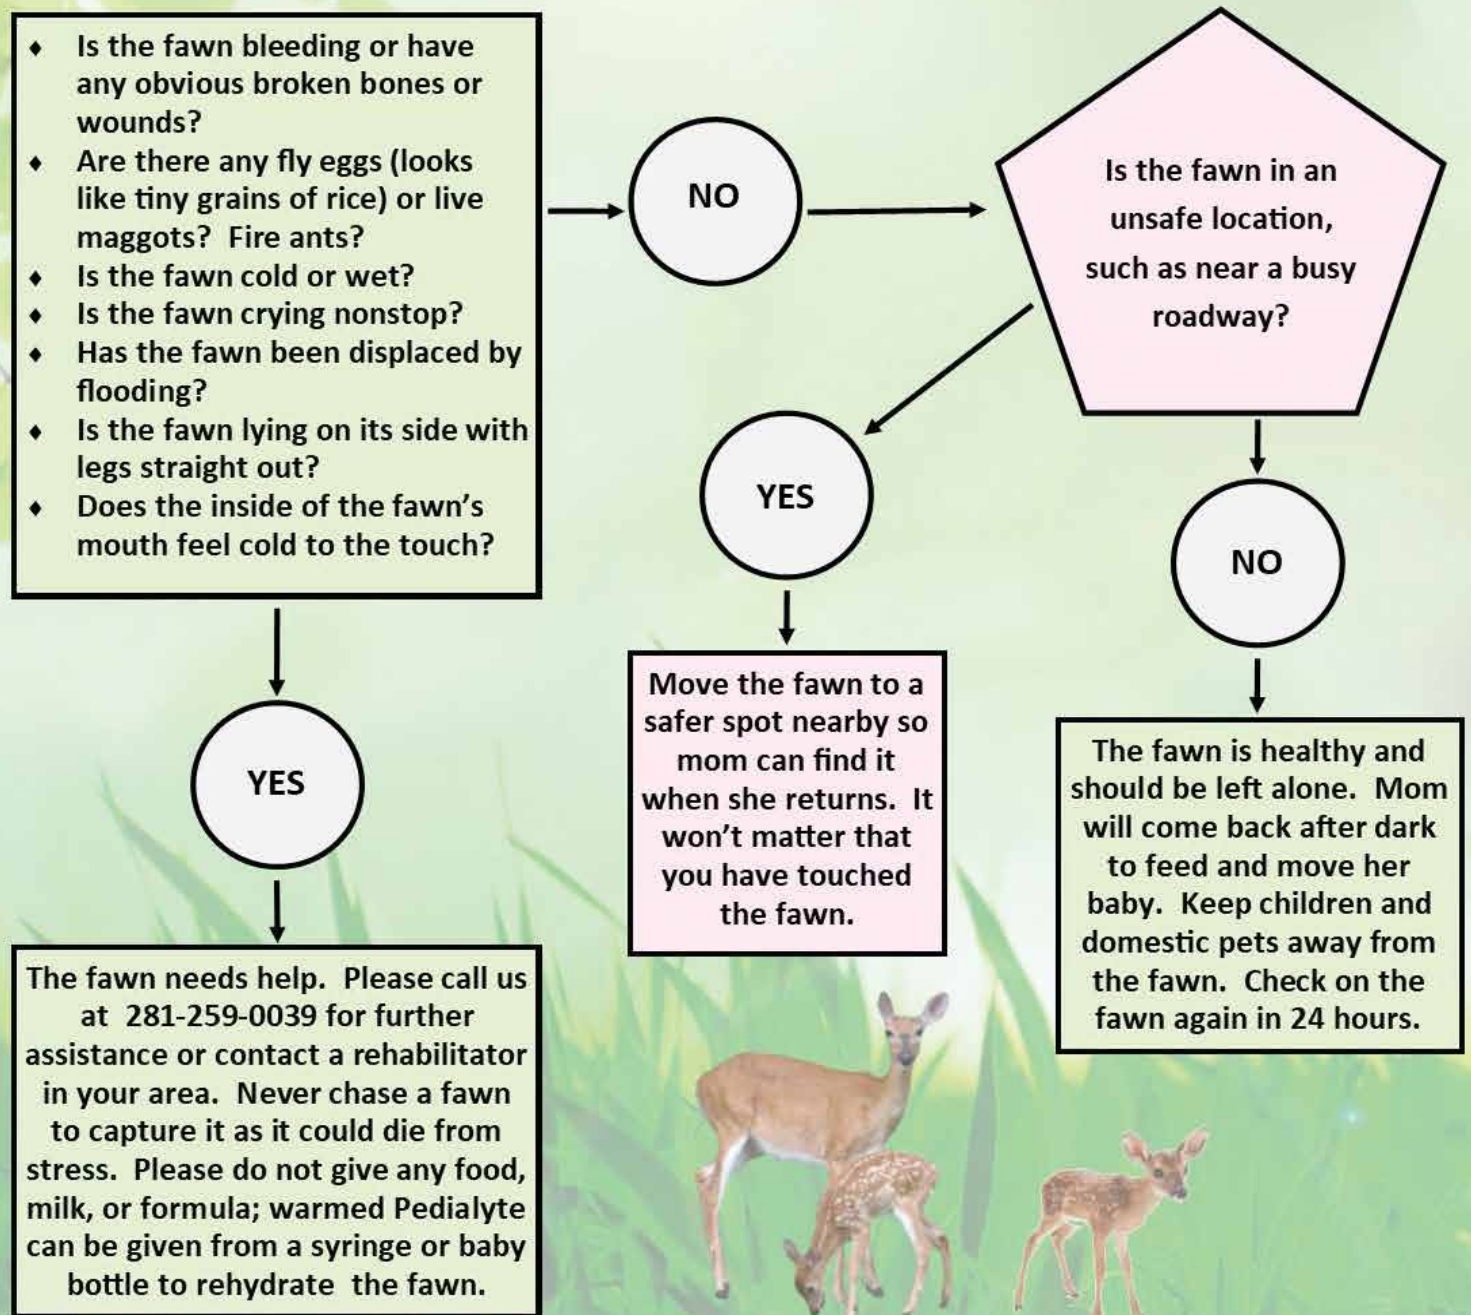 ♦ Is the fawn bleeding or have
any obvious broken bones or
wounds?
♦ Are there any fly eggs (looks
like tiny grains of rice) or live
maggots? Fire ants?
♦ Is the fawn cold or wet?
♦ Is the fawn crying nonstop?
♦ Has the fawn been displaced by
flooding?
♦ Is the fawn lying on its side with
legs straight out?
♦ Does the inside of the fawn’s
mouth feel cold to the touch?
NO
Is the fawn in an
unsafe location,
such as near a busy
roadway?
YES
Move the fawn to a
safer spot nearby so
mom can find it
when she returns. It
won’t matter that
you have touched
the fawn.
NO
The fawn is healthy and
should be left alone. Mom
will come back after dark
to feed and move her
baby. Keep children and
domestic pets away from
the fawn. Check on the
fawn again in 24 hours.
YES
The fawn needs help. Please call us
at 281-259-0039 for further
assistance or contact a rehabilitator
in your area. Never chase a fawn
to capture it as it could die from
stress. Please do not give any food,
milk, or formula; warmed Pedialyte
can be given from a syringe or baby
bottle to rehydrate the fawn.